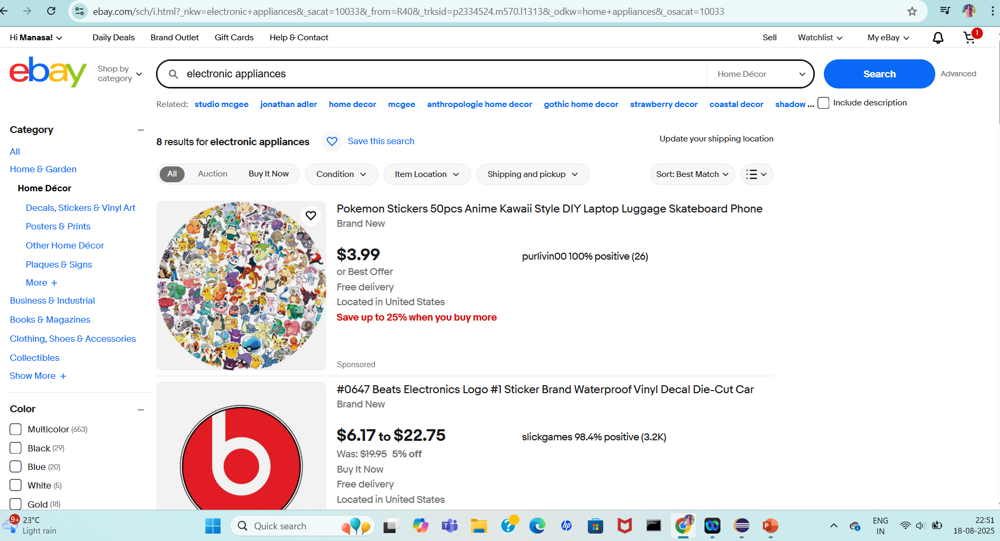 ebay.com/sch/i.html?_nkw=electronic+appliances&_sacat=10033&_from=R40&_trksid=p2334524.m570.l1313&_odkw=home+appliances&_osacat=10033
Hi Manasa! Daily Deals Brand Outlet Gift Cards Help & Contact Sell Watchlist My eBay 1
ebay Shop by category electronic appliances Home Décor Search Advanced
Related: studio mcgee jonathan adler home decor mcgee anthropologie home decor gothic home decor strawberry decor coastal decor shadow ... Include description
Category
All
Home & Garden
Home Décor
Decals, Stickers & Vinyl Art
Posters & Prints
Other Home Décor
Plaques & Signs
More +
Business & Industrial
Books & Magazines
Clothing, Shoes & Accessories
Collectibles
Show More +
Color
Multicolor (653)
Black (29)
Blue (20)
White (5)
Gold (18)
8 results for electronic appliances Save this search Update your shipping location
All Auction Buy It Now Condition Item Location Shipping and pickup Sort: Best Match
Pokemon Stickers 50pcs Anime Kawaii Style DIY Laptop Luggage Skateboard Phone
Brand New
$3.99 purlivin00 100% positive (26)
or Best Offer
Free delivery
Located in United States
Save up to 25% when you buy more
Sponsored
#0647 Beats Electronics Logo #1 Sticker Brand Waterproof Vinyl Decal Die-Cut Car
Brand New
$6.17 to $22.75 slickgames 98.4% positive (3.2K)
Was: $19.95 5% off
Buy It Now
Free delivery
Located in United States
9+ 23°C
Light rain
Quick search
ENG
IN
22:51
18-08-2025